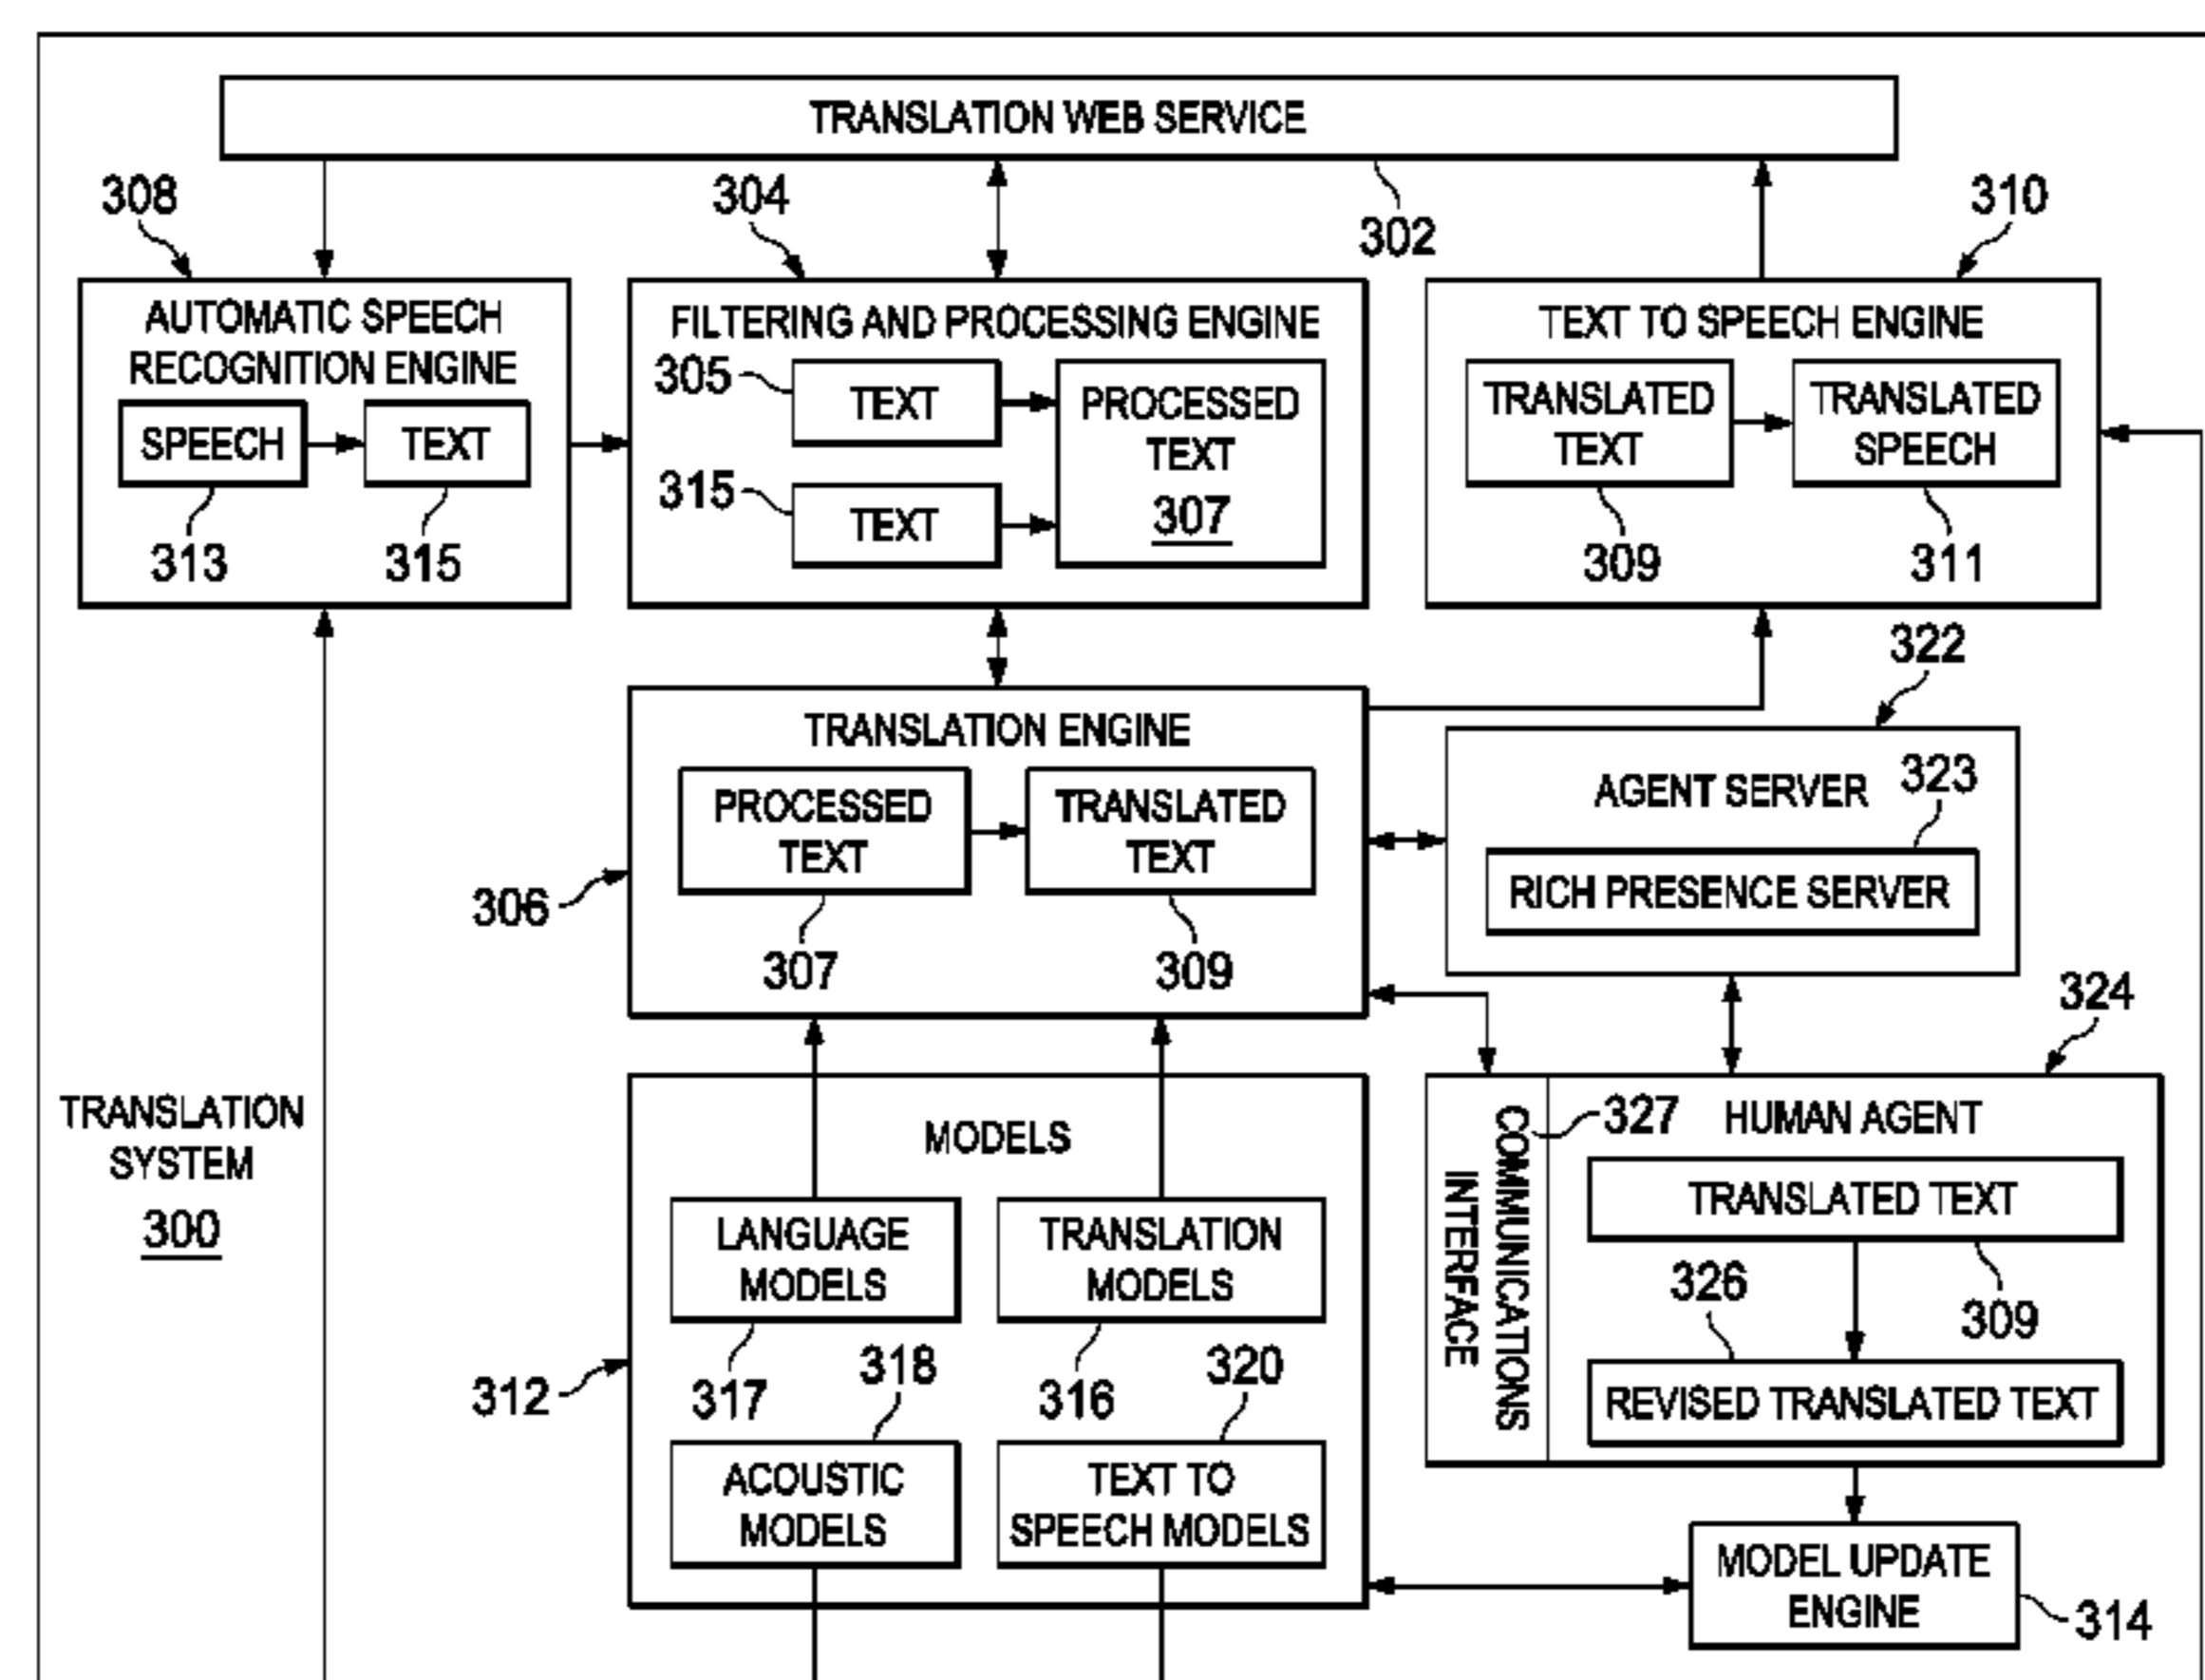 TRANSLATION WEB SERVICE
302
308
AUTOMATIC SPEECH
RECOGNITION ENGINE
SPEECH
TEXT
313
315
304
FILTERING AND PROCESSING ENGINE
305
TEXT
315
TEXT
PROCESSED
TEXT
307
310
TEXT TO SPEECH ENGINE
TRANSLATED
TEXT
TRANSLATED
SPEECH
309
311
306
TRANSLATION ENGINE
PROCESSED
TEXT
TRANSLATED
TEXT
307
309
322
AGENT SERVER
323
RICH PRESENCE SERVER
TRANSLATION
SYSTEM
300
312
MODELS
LANGUAGE
MODELS
317
TRANSLATION
MODELS
316
318
ACOUSTIC
MODELS
320
TEXT TO
SPEECH MODELS
324
COMMUNICATIONS
INTERFACE
327
HUMAN AGENT
TRANSLATED TEXT
309
326
REVISED TRANSLATED TEXT
MODEL UPDATE
ENGINE
314